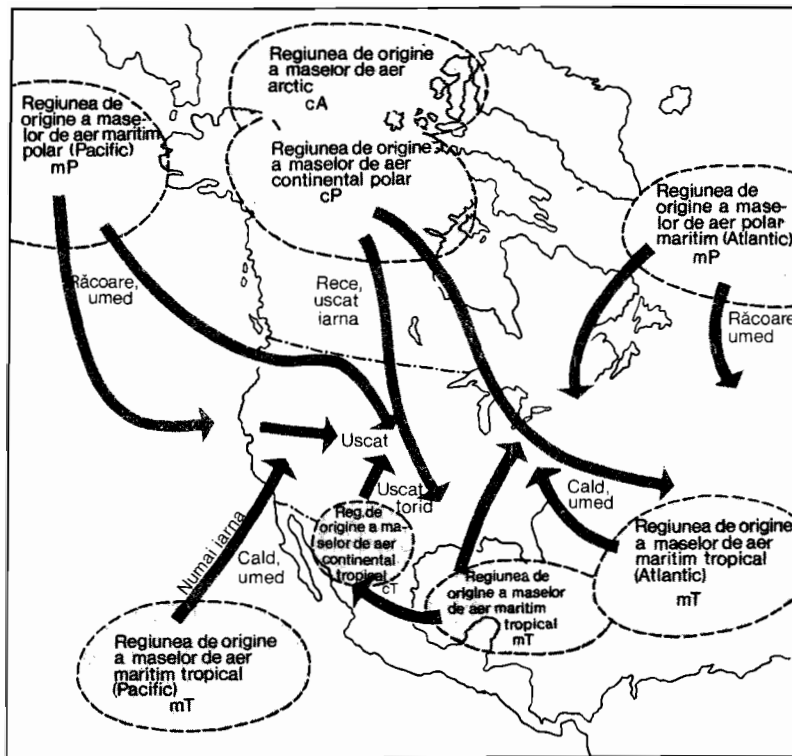 Regiunea de origine
a maselor de aer
arctic
cA
Regiunea de
origine a mase-
lor de aer maritim
polar (Pacific)
mP
Regiunea de origine
a maselor de aer
continental polar
cP
Regiunea de
origine a mase-
lor de aer polar
maritim (Atlantic)
mP
Răcoare,
umed
Rece,
uscat
iarna
Răcoare,
umed
Uscat
Uscat
torid
Cald,
umed
Numai iarna
Cald,
umed
Reg. de
origine a ma-
selor de aer
continental
tropical
cT
Regiunea de origine
a maselor de aer
maritim tropical
(Atlantic)
mT
Regiunea de
origine a maselor
de aer maritim
tropical
mT
Regiunea de origine
a maselor de aer
maritim tropical
(Pacific)
mT